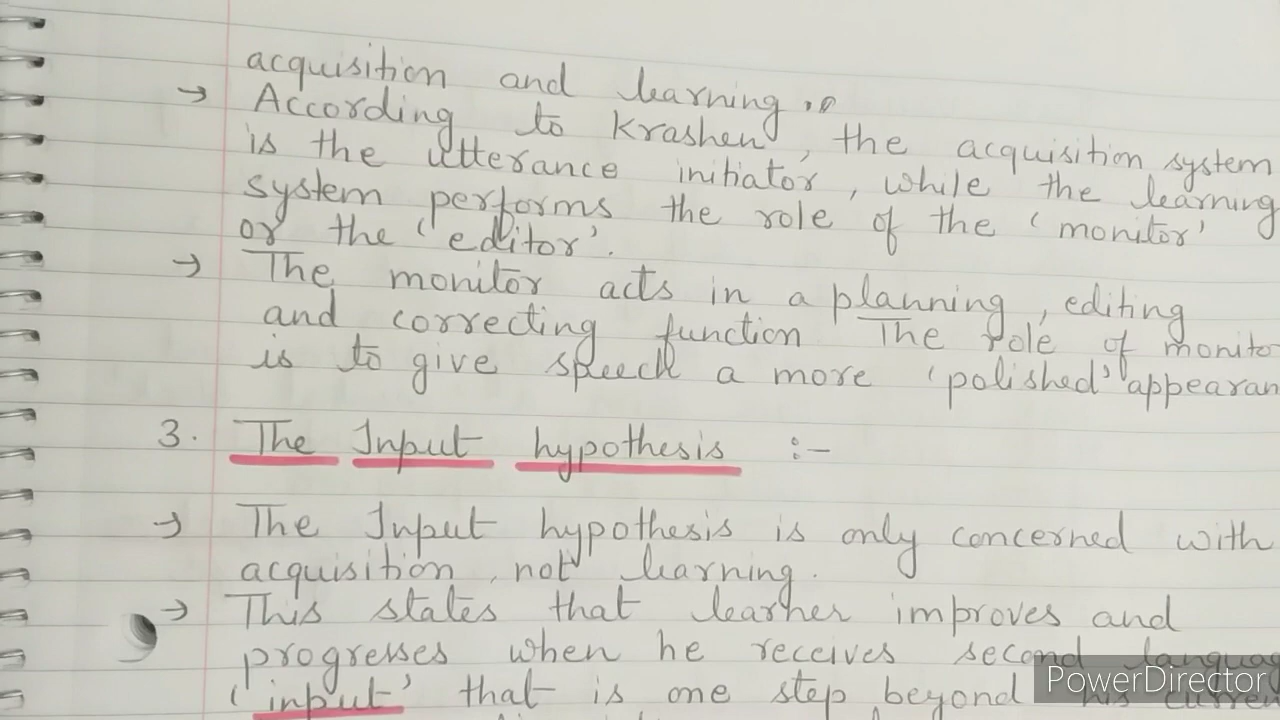 acquisition and learning.
→ According to Krashen, the acquisition system
is the utterance initiator, while the learning
system performs the role of the 'monitor'
or the 'editor'.
→ The monitor acts in a planning, editing
and correcting function The role of monito
is to give speech a more 'polished' appearan
3. The Input hypothesis :-
→ The Input hypothesis is only concerned with
acquisition, not learning.
→ This states that learner improves and
progresses when he receives second languag
'input' that is one step beyond his curren
PowerDirector